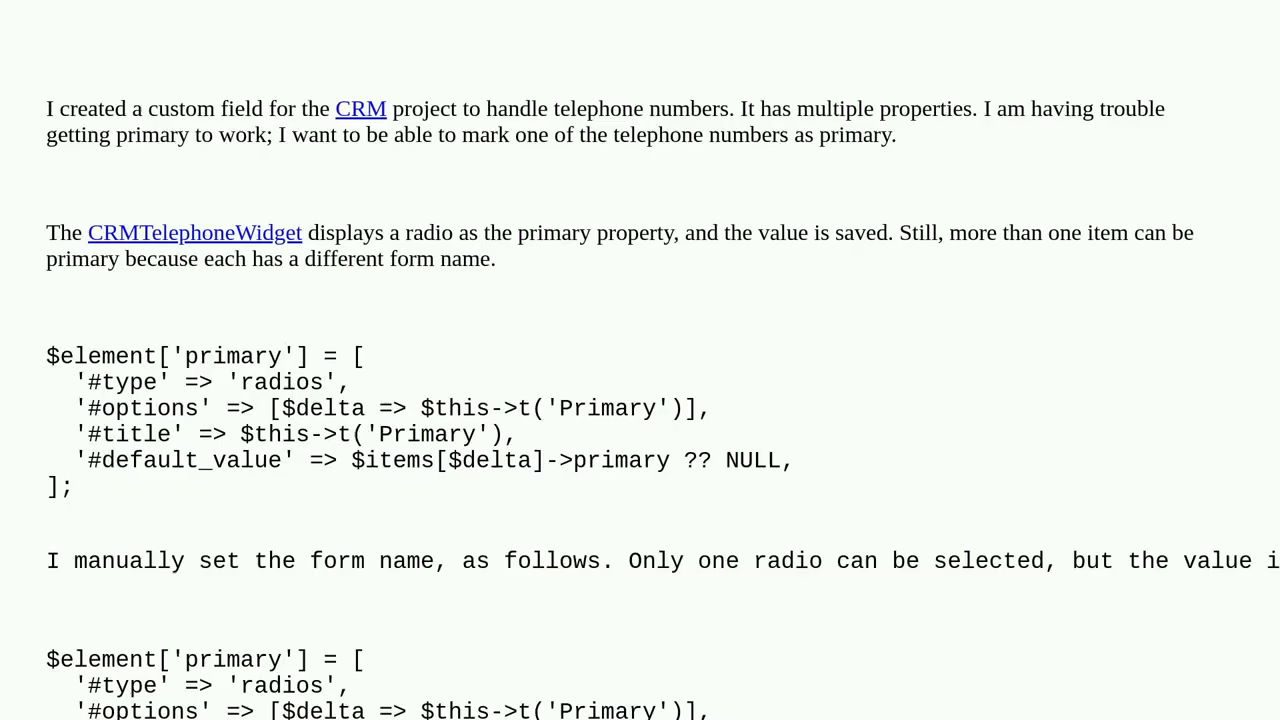 I created a custom field for the CRM project to handle telephone numbers. It has multiple properties. I am having trouble
getting primary to work; I want to be able to mark one of the telephone numbers as primary.
The CRMTelephoneWidget displays a radio as the primary property, and the value is saved. Still, more than one item can be
primary because each has a different form name.
$element['primary'] = [
  '#type' => 'radios',
  '#options' => [$delta => $this->t('Primary')],
  '#title' => $this->t('Primary'),
  '#default_value' => $items[$delta]->primary ?? NULL,
];
I manually set the form name, as follows. Only one radio can be selected, but the value i
$element['primary'] = [
  '#type' => 'radios',
  '#options' => [$delta => $this->t('Primary')],